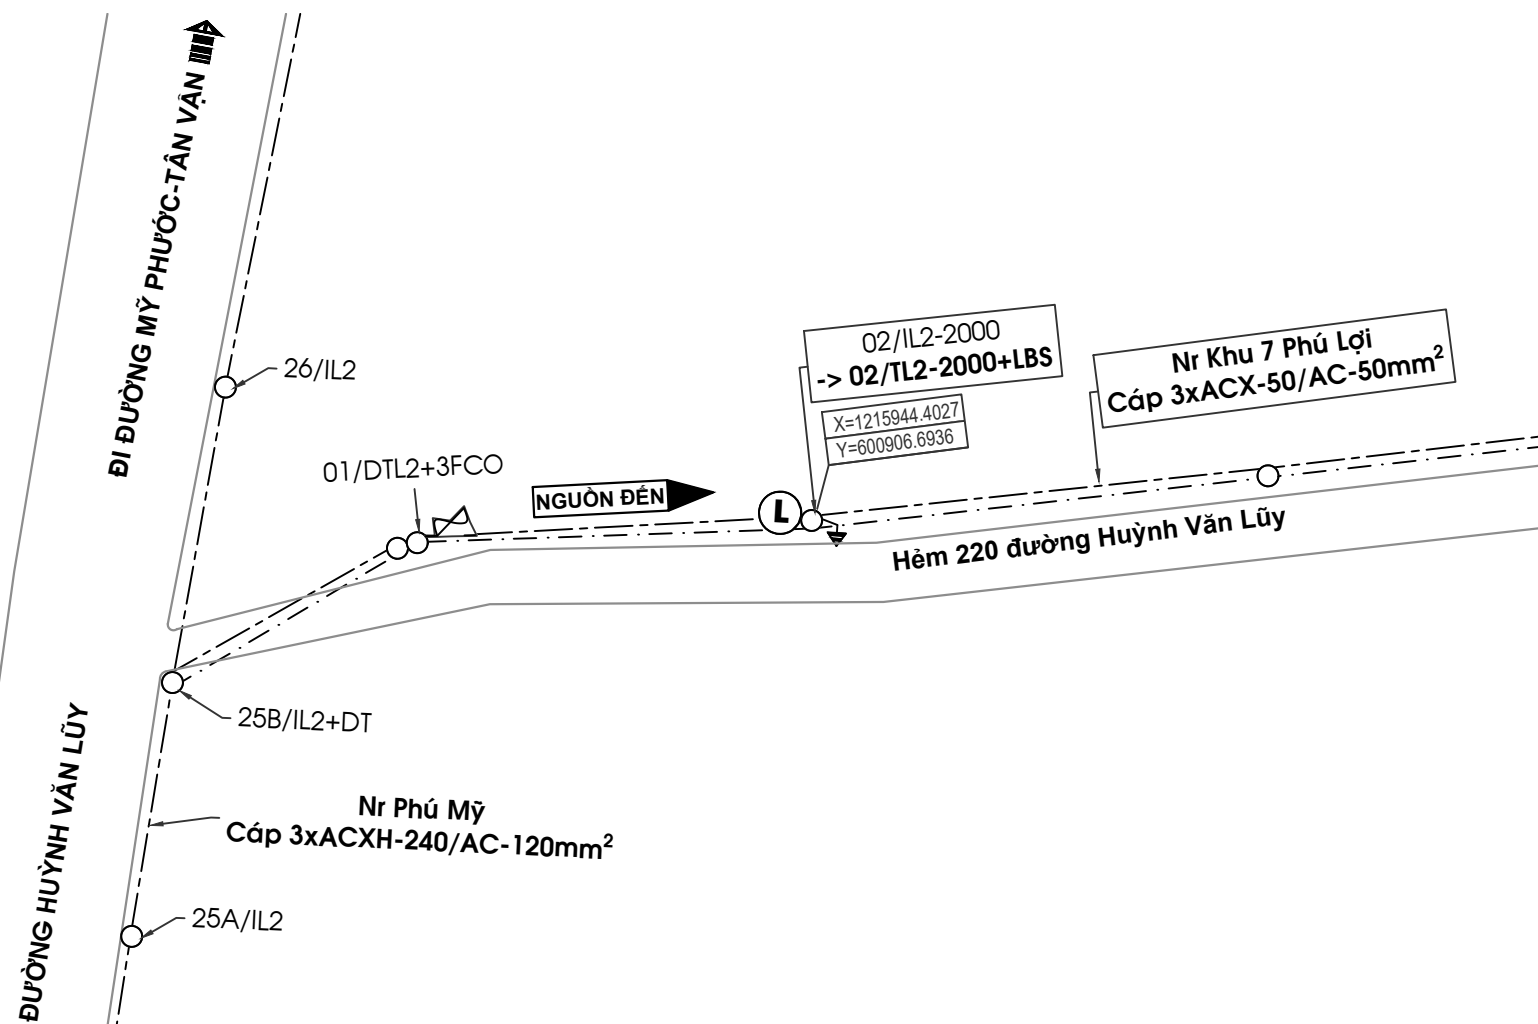 ĐI ĐƯỜNG MỸ PHƯỚC-TÂN VẬN
26/IL2
01/DTL2+3FCO
NGUỒN ĐẾN
L
02/IL2-2000
-> 02/TL2-2000+LBS
X=1215944.4027
Y=600906.6936
Nr Khu 7 Phú Lợi
Cáp 3xACX-50/AC-50mm²
Hẻm 220 đường Huỳnh Văn Lũy
25B/IL2+DT
ĐƯỜNG HUỲNH VĂN LŨY
Nr Phú Mỹ
Cáp 3xACXH-240/AC-120mm²
25A/IL2